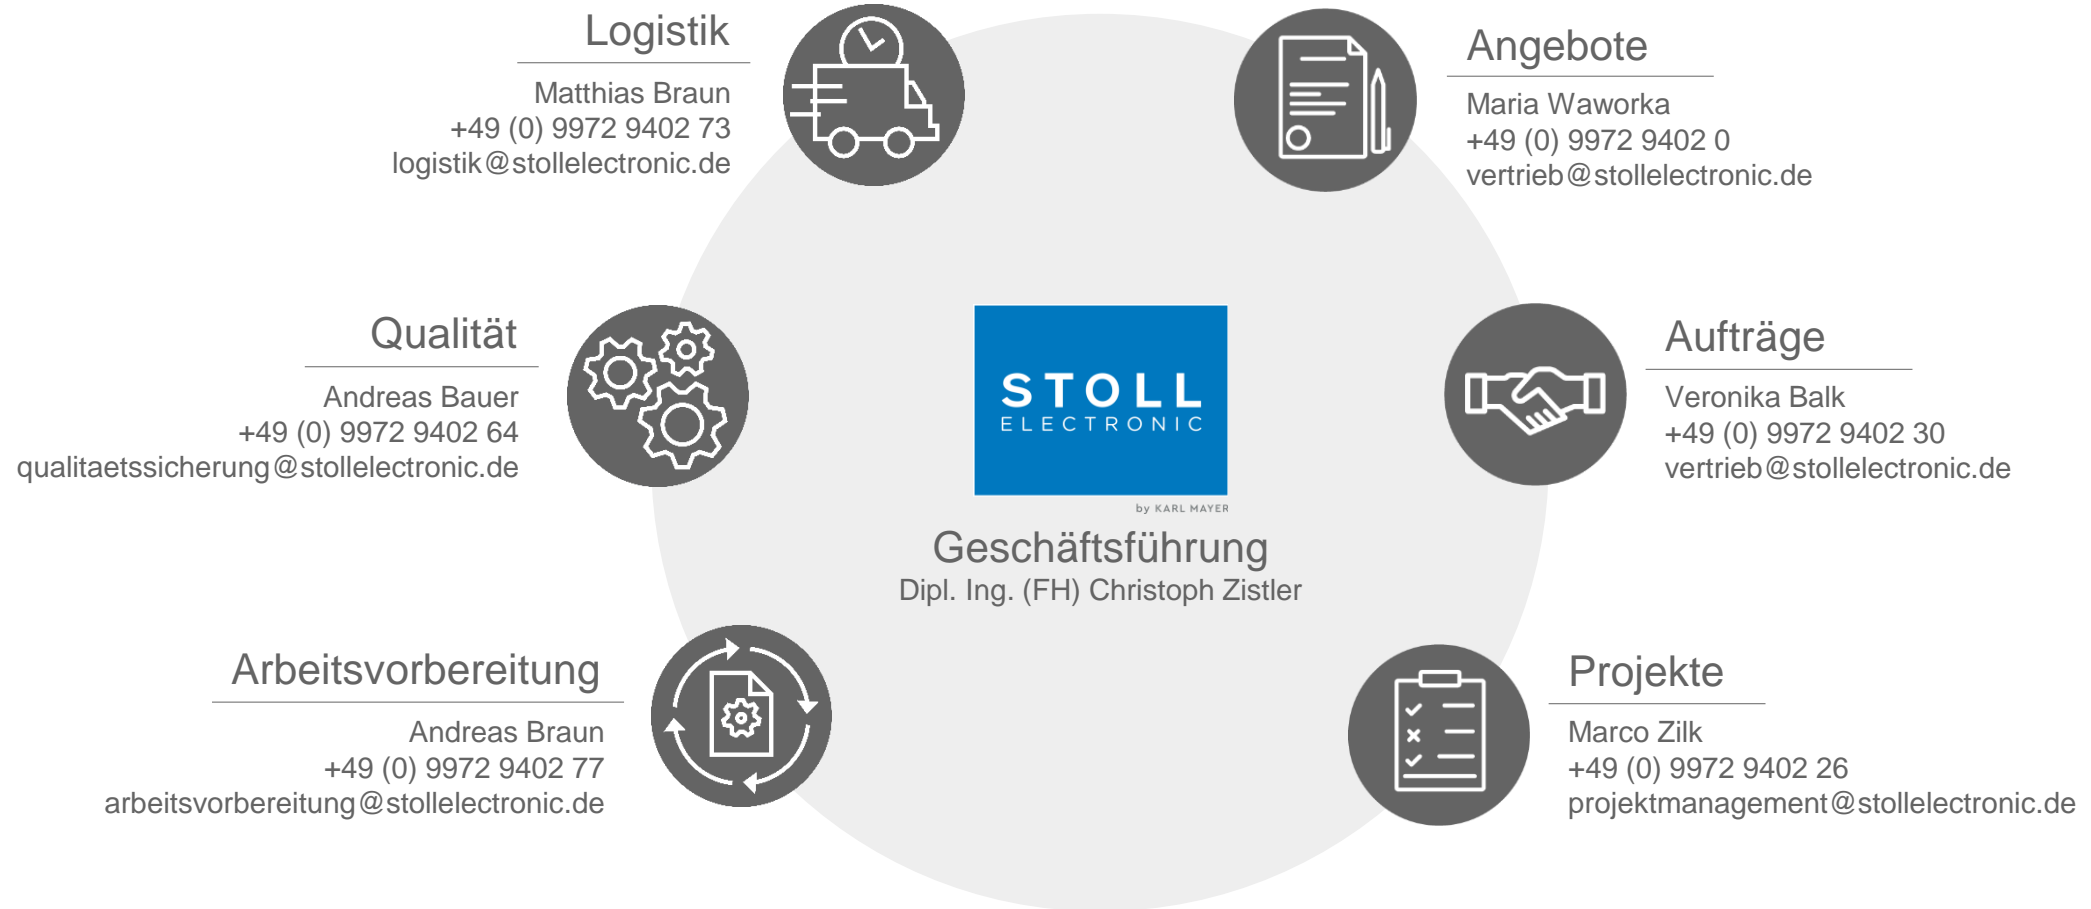 Logistik
Matthias Braun
+49 (0) 9972 9402 73
logistik@stollelectronic.de
Angebote
Maria Waworka
+49 (0) 9972 9402 0
vertrieb@stollelectronic.de
Qualität
Andreas Bauer
+49 (0) 9972 9402 64
qualitaetssicherung@stollelectronic.de
STOLL
ELECTRONIC
by KARL MAYER
Geschäftsführung
Dipl. Ing. (FH) Christoph Zistler
Aufträge
Veronika Balk
+49 (0) 9972 9402 30
vertrieb@stollelectronic.de
Arbeitsvorbereitung
Andreas Braun
+49 (0) 9972 9402 77
arbeitsvorbereitung@stollelectronic.de
Projekte
Marco Zilk
+49 (0) 9972 9402 26
projektmanagement@stollelectronic.de